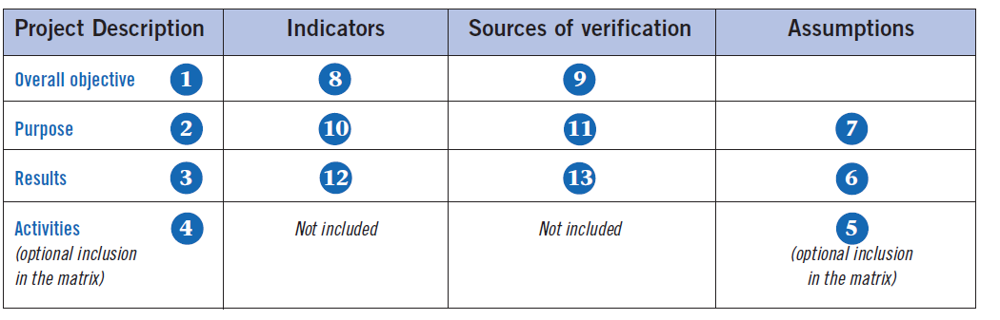 Project Description Indicators Sources of verification Assumptions
Overall objective 1 8 9
Purpose 2 10 11 7
Results 3 12 13 6
Activities 4 Not included Not included 5
(optional inclusion (optional inclusion
in the matrix) in the matrix)